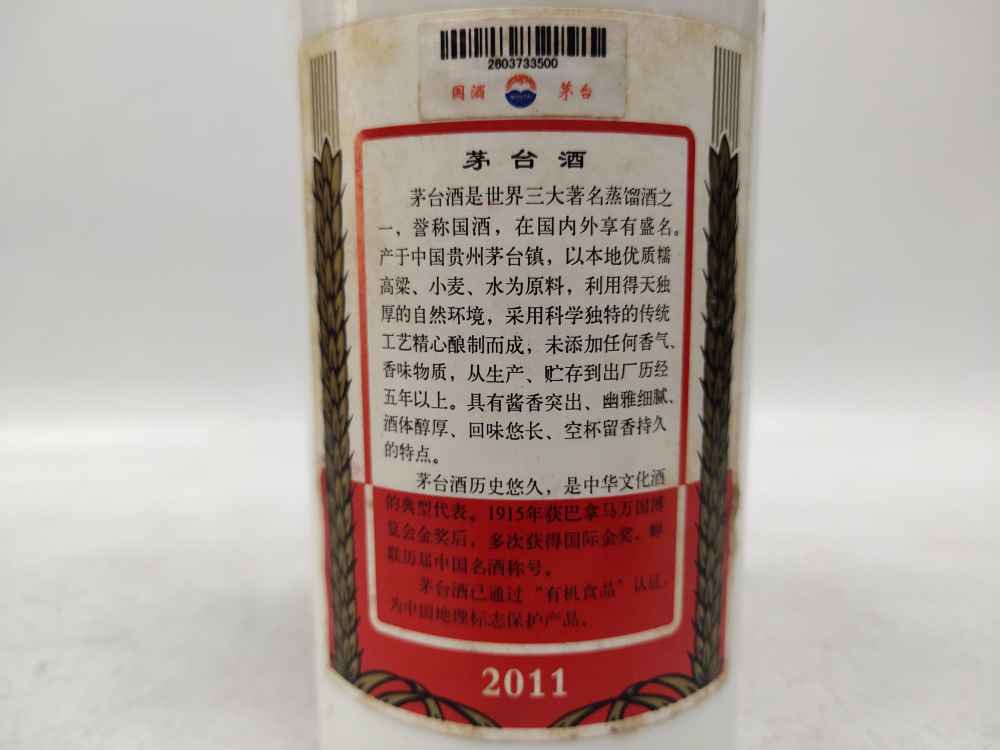 2603733500
国酒 茅台
茅台酒
茅台酒是世界三大著名蒸馏酒之
一，誉称国酒，在国内外享有盛名。
产于中国贵州茅台镇，以本地优质糯
高粱、小麦、水为原料，利用得天独
厚的自然环境，采用科学独特的传统
工艺精心酿制而成，未添加任何香气、
香味物质，从生产、贮存到出厂历经
五年以上。具有酱香突出、幽雅细腻、
酒体醇厚、回味悠长、空杯留香持久
的特点。
茅台酒历史悠久，是中华文化酒
的典型代表。1915年获巴拿马万国博
览会金奖后，多次获得国际金奖、蝉
联历届中国名酒称号。
茅台酒已通过“有机食品”认证，
为中国地理标志保护产品。
2011